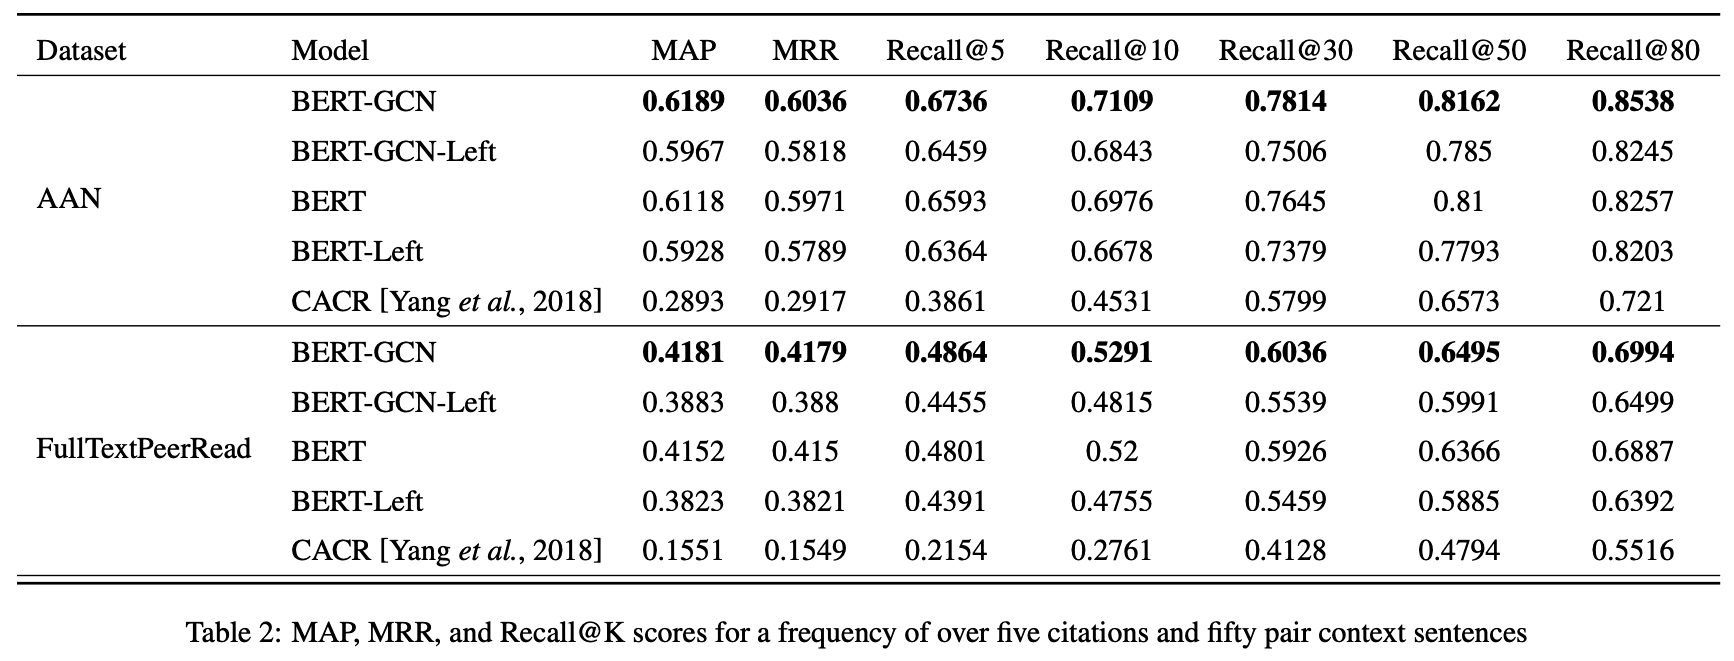 Dataset Model MAP MRR Recall@5 Recall@10 Recall@30 Recall@50 Recall@80
BERT-GCN 0.6189 0.6036 0.6736 0.7109 0.7814 0.8162 0.8538
BERT-GCN-Left 0.5967 0.5818 0.6459 0.6843 0.7506 0.785 0.8245
AAN BERT 0.6118 0.5971 0.6593 0.6976 0.7645 0.81 0.8257
BERT-Left 0.5928 0.5789 0.6364 0.6678 0.7379 0.7793 0.8203
CACR [Yang et al., 2018] 0.2893 0.2917 0.3861 0.4531 0.5799 0.6573 0.721
BERT-GCN 0.4181 0.4179 0.4864 0.5291 0.6036 0.6495 0.6994
BERT-GCN-Left 0.3883 0.388 0.4455 0.4815 0.5539 0.5991 0.6499
FullTextPeerRead BERT 0.4152 0.415 0.4801 0.52 0.5926 0.6366 0.6887
BERT-Left 0.3823 0.3821 0.4391 0.4755 0.5459 0.5885 0.6392
CACR [Yang et al., 2018] 0.1551 0.1549 0.2154 0.2761 0.4128 0.4794 0.5516
Table 2: MAP, MRR, and Recall@K scores for a frequency of over five citations and fifty pair context sentences